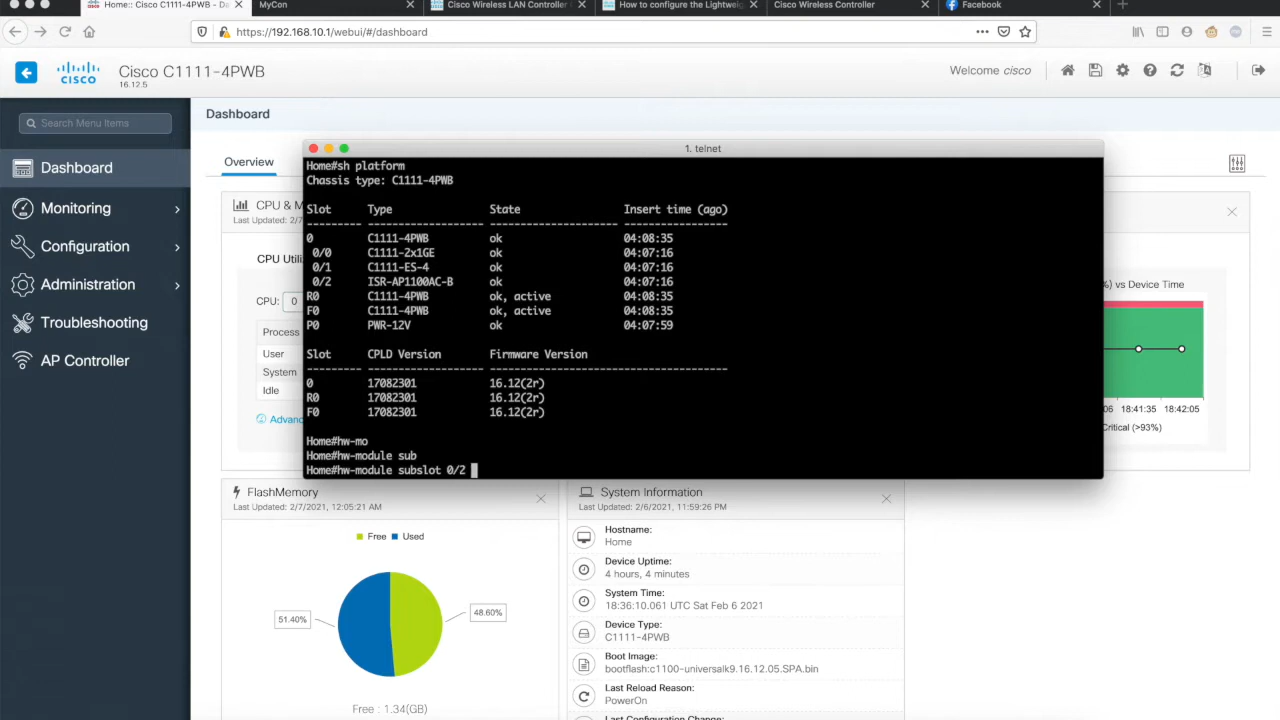 Home:: Cisco C1111-4PWB - Da
MyCon
Cisco Wireless LAN Controller
How to configure the Lightweig
Cisco Wireless Controller
Facebook
https://192.168.10.1/webui/#/dashboard
CISCO
Cisco C1111-4PWB
16.12.5
Welcome cisco
Search Menu Items
Dashboard
Monitoring
Configuration
Administration
Troubleshooting
AP Controller
Dashboard
Overview
CPU & M
Last Updated: 2/7
CPU Utili
CPU: 0
Process
User
System
Idle
Advanc
1. telnet
Home#sh platform
Chassis type: C1111-4PWB
Slot Type State Insert time (ago)
--------- ------------------- --------------------- -----------------
0 C1111-4PWB ok 04:08:35
0/0 C1111-2x1GE ok 04:07:16
0/1 C1111-ES-4 ok 04:07:16
0/2 ISR-AP1100AC-B ok 04:07:16
R0 C1111-4PWB ok, active 04:08:35
F0 C1111-4PWB ok, active 04:08:35
P0 PWR-12V ok 04:07:59
Slot CPLD Version Firmware Version
--------- ------------------- ---------------------------------------
0 17082301 16.12(2r)
R0 17082301 16.12(2r)
F0 17082301 16.12(2r)
Home#hw-mo
Home#hw-module sub
Home#hw-module subslot 0/2
%) vs Device Time
06 18:41:35 18:42:05
Critical (>93%)
FlashMemory
Last Updated: 2/7/2021, 12:05:21 AM
Free Used
51.40%
48.60%
Free : 1.34(GB)
System Information
Last Updated: 2/6/2021, 11:59:26 PM
Hostname:
Home
Device Uptime:
4 hours, 4 minutes
System Time:
18:36:10.061 UTC Sat Feb 6 2021
Device Type:
C1111-4PWB
Boot Image:
bootflash:c1100-universalk9.16.12.05.SPA.bin
Last Reload Reason:
PowerOn
Last Configuration Change: